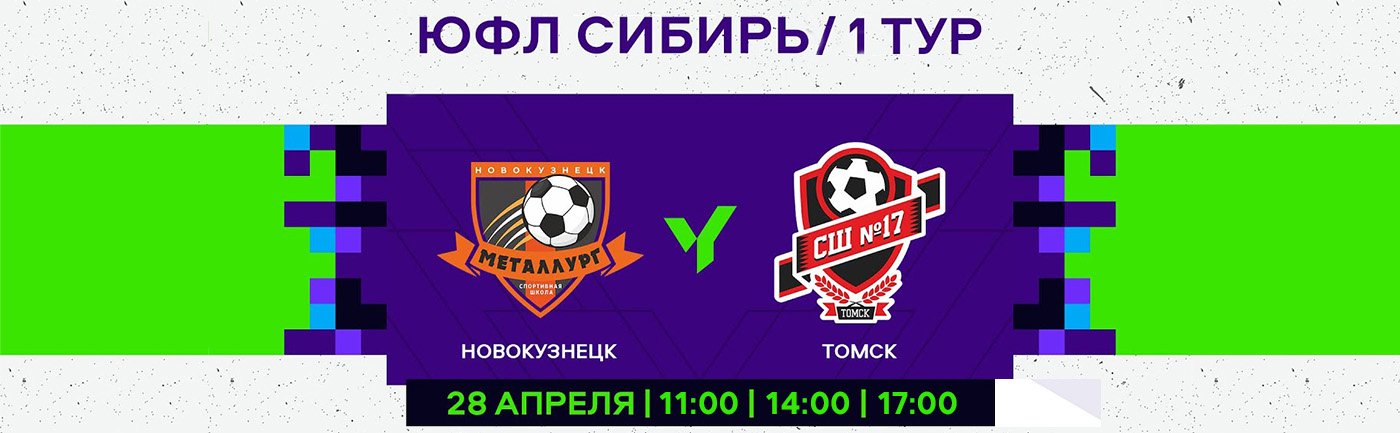 ЮФЛ СИБИРЬ / 1 ТУР
НОВОКУЗНЕЦК
МЕТАЛЛУРГ
СПОРТИВНАЯ
ШКОЛА
СШ №17
ТОМСК
НОВОКУЗНЕЦК
ТОМСК
28 АПРЕЛЯ | 11:00 | 14:00 | 17:00